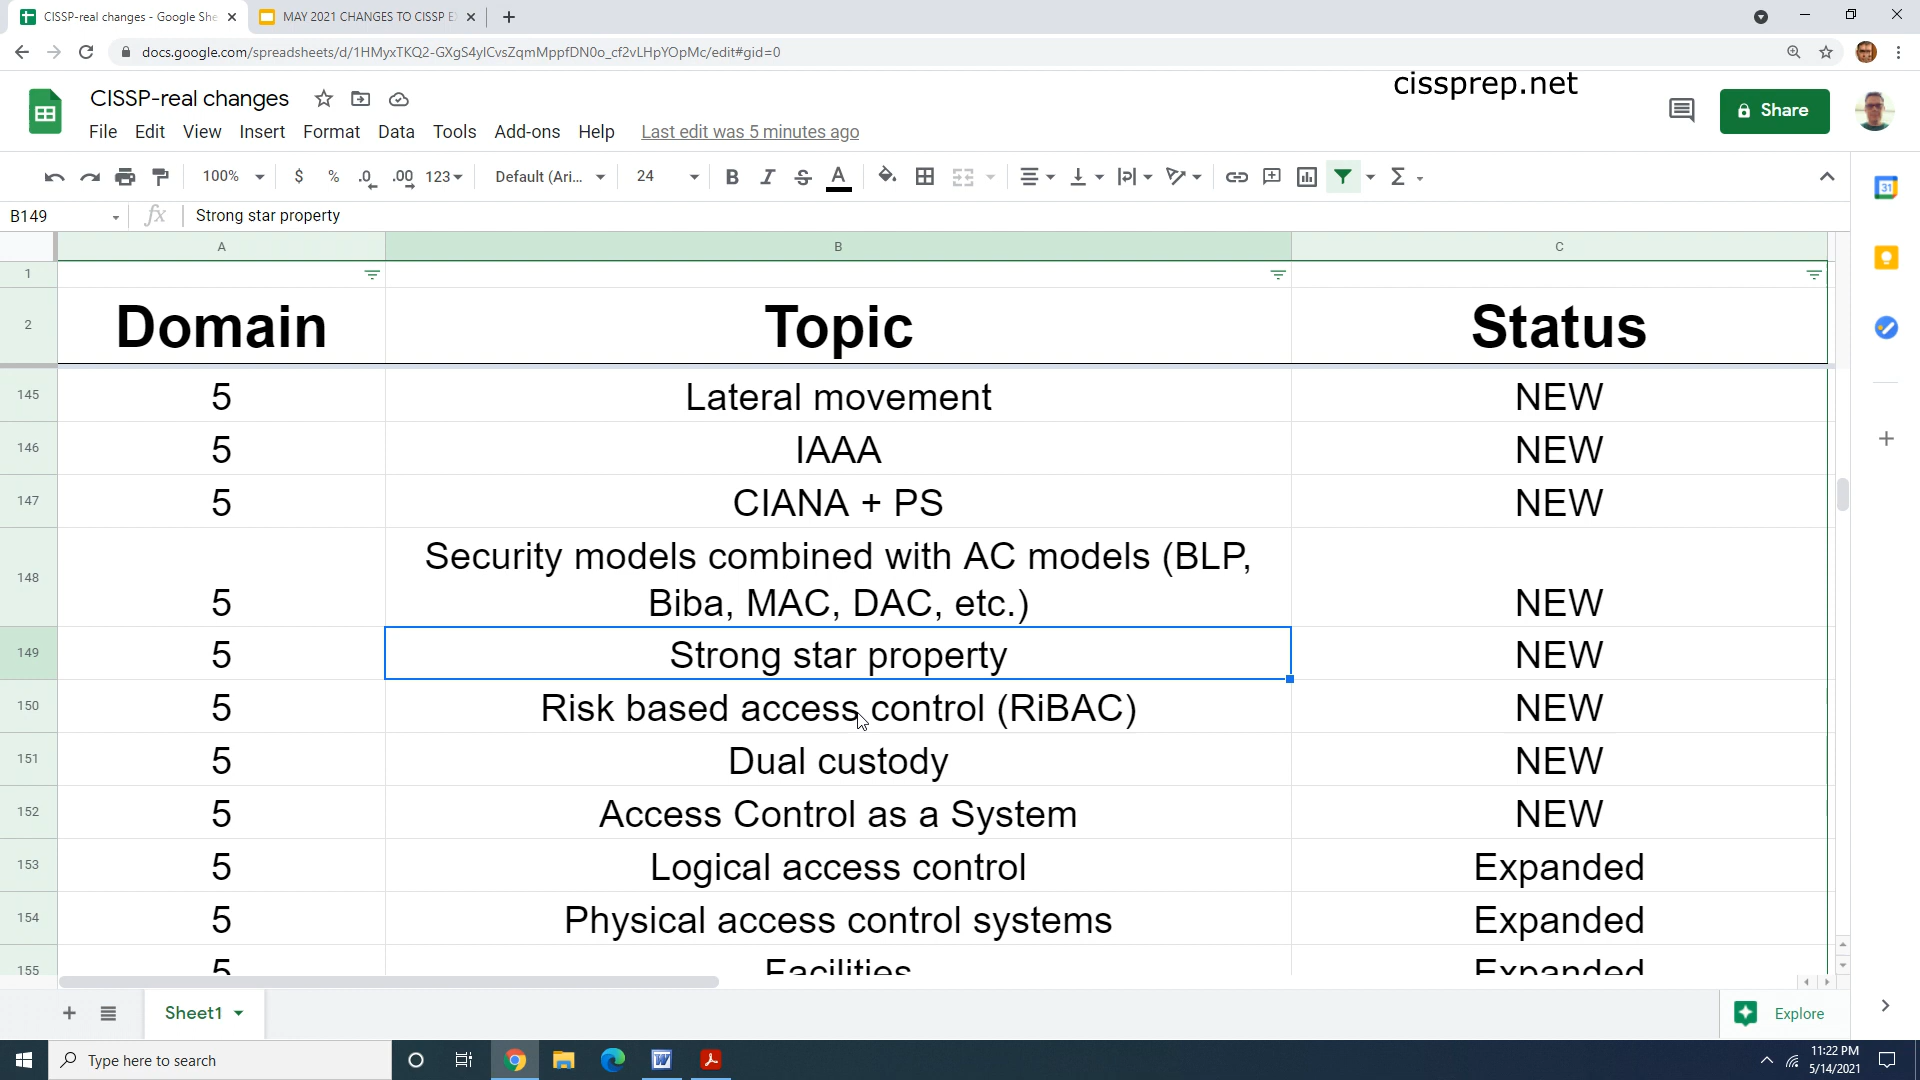 CISSP-real changes - Google She
MAY 2021 CHANGES TO CISSP E
docs.google.com/spreadsheets/d/1HMyxTKQ2-GXgS4ylCvsZqmMppfDN0o_cf2vLHpYOpMc/edit#gid=0
cissprep.net
CISSP-real changes
Share
File Edit View Insert Format Data Tools Add-ons Help Last edit was 5 minutes ago
100% $ % .0 .00 123 Default (Ari... 24 B I S A Σ
B149 fx Strong star property
A B C
1
2 Domain Topic Status
145 5 Lateral movement NEW
146 5 IAAA NEW
147 5 CIANA + PS NEW
Security models combined with AC models (BLP,
148 5 Biba, MAC, DAC, etc.) NEW
149 5 Strong star property NEW
150 5 Risk based access control (RiBAC) NEW
151 5 Dual custody NEW
152 5 Access Control as a System NEW
153 5 Logical access control Expanded
154 5 Physical access control systems Expanded
155 5 Facilities Expanded
Sheet1
Explore
Type here to search
11:22 PM
5/14/2021
31